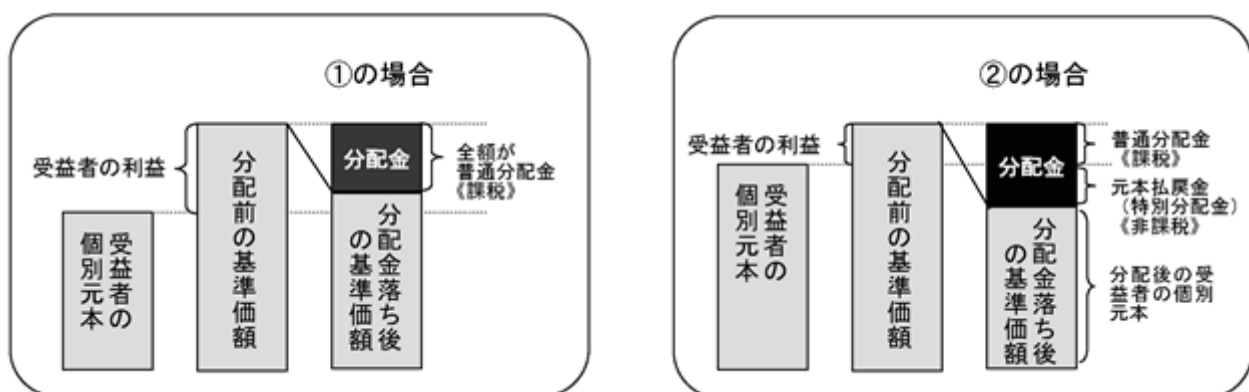 ①の場合
受益者の利益
受益者の
個別元本
分配前の基準価額
分配金
分配金落ち後
の基準価額
全額が
普通分配金
《課税》
②の場合
受益者の利益
受益者の
個別元本
分配前の基準価額
分配金
分配金落ち後
の基準価額
普通分配金
《課税》
元本払戻金
(特別分配金)
《非課税》
分配後の受
益者の個別
元本